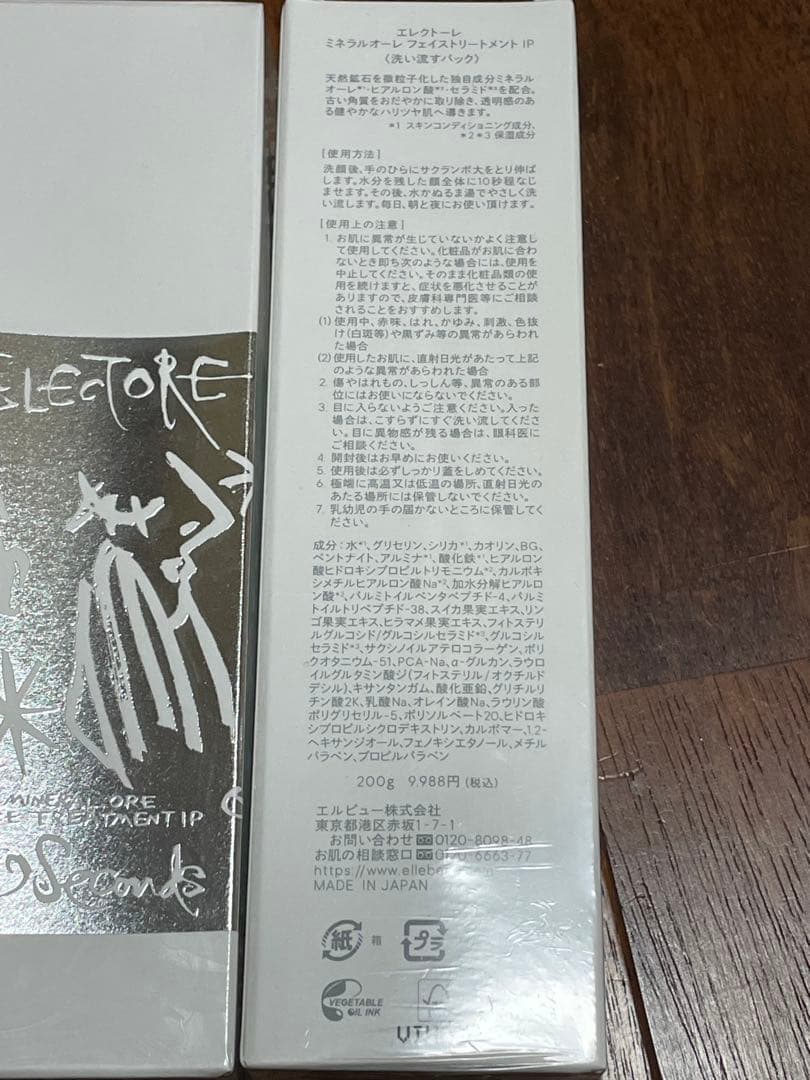 ELECTORE
MINERAL ORE
E TREATMENT IP
Seconds
エレクトーレ
ミネラルオーレ フェイストリートメント IP
〈洗い流すパック〉
天然鉱石を微粒子化した独自成分ミネラル
オーレ*¹・ヒアルロン酸*²・セラミド*³を配合。
古い角質をおだやかに取り除き、透明感のあ
る健やかなハリツヤ肌へ導きます。
*1 スキンコンディショニング成分、
*2*3 保湿成分
[使用方法]
洗顔後、手のひらにサクランボ大をとり伸ば
します。水分を残した顔全体に10秒程なじ
ませます。その後、水かぬるま湯でやさしく洗
い流します。毎日、朝と夜にお使い頂けます。
[使用上の注意]
1. お肌に異常が生じていないかよく注意し
て使用してください。化粧品がお肌に合わ
ないとき即ち次のような場合には、使用を
中止してください。そのまま化粧品類の使
用を続けますと、症状を悪化させることが
ありますので、皮膚科専門医等にご相談
されることをおすすめします。
(1)使用中、赤味、はれ、かゆみ、刺激、色抜
け(白斑等)や黒ずみ等の異常があらわれ
た場合
(2)使用したお肌に、直射日光があたって上記
のような異常があらわれた場合
2. 傷やはれもの、しっしん等、異常のある部
位にはお使いにならないでください。
3. 目に入らないようご注意ください。入った
場合は、こすらずにすぐ洗い流してくださ
い。目に異物感が残る場合は、眼科医に
ご相談ください。
4. 開封後はお早めにお使いください。
5. 使用後は必ずしっかり蓋をしめてください。
6. 極端に高温又は低温の場所、直射日光の
あたる場所には保管しないでください。
7. 乳幼児の手の届かないところに保管してく
ださい。
成分：水*¹、グリセリン、シリカ*¹、カオリン、BG、
ベントナイト、アルミナ*¹、酸化鉄*¹、ヒアルロン
酸ヒドロキシプロピルトリモニウム*²、カルボキ
シメチルヒアルロン酸Na*²、加水分解ヒアルロ
ン酸*²、パルミトイルペンタペプチド-4、パルミ
トイルトリペプチド-38、スイカ果実エキス、リン
ゴ果実エキス、ヒラマメ果実エキス、フィトステリ
ルグルコシド/グルコシルセラミド*³、グルコシル
セラミド*³、サクシノイルアテロコラーゲン、ポリ
クオタニウム-51、PCA-Na、α-グルカン、ラウロ
イルグルタミン酸ジ(フィトステリル/オクチルド
デシル)、キサンタンガム、酸化亜鉛、グリチルリ
チン酸2K、乳酸Na、オレイン酸Na、ラウリン酸
ポリグリセリル-5、ポリソルベート20、ヒドロキ
シプロピルシクロデキストリン、カルボマー、1,2-
ヘキサンジオール、フェノキシエタノール、メチル
パラベン、プロピルパラベン
200g 9,988円(税込)
エルビュー株式会社
東京都港区赤坂1-7-1
お問い合わせ 0120-8098-48
お肌の相談窓口 0120-6663-77
https://www.elleb
MADE IN JAPAN
紙 箱 プラ
VEGETABLE
OIL INK